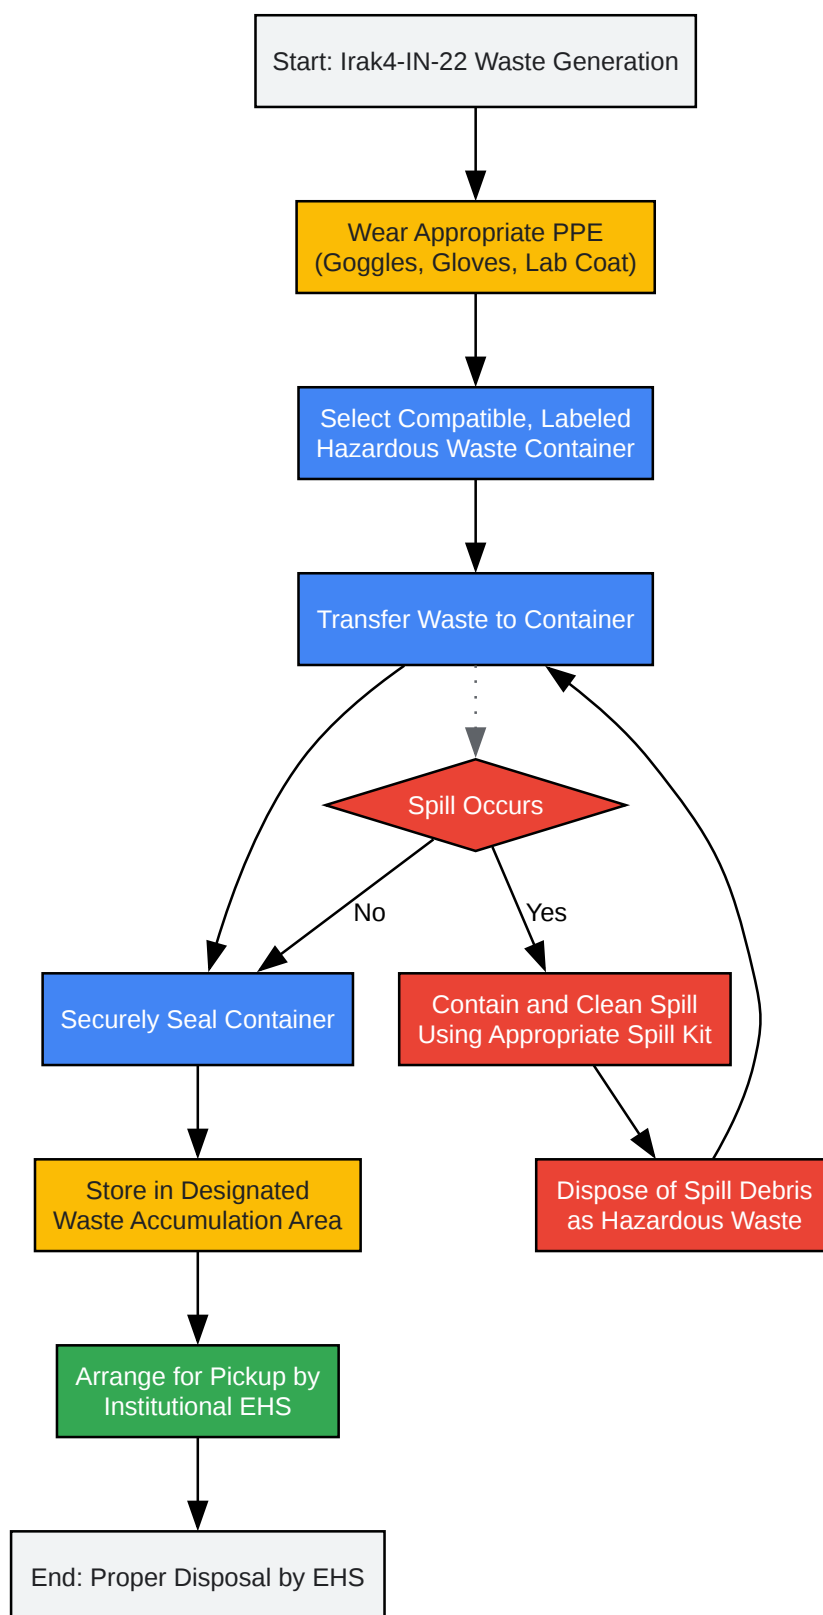 Start: Irak4-IN-22 Waste Generation
Wear Appropriate PPE
(Goggles, Gloves, Lab Coat)
Select Compatible, Labeled
Hazardous Waste Container
Transfer Waste to Container
Spill Occurs
No
Yes
Securely Seal Container
Contain and Clean Spill
Using Appropriate Spill Kit
Store in Designated
Waste Accumulation Area
Dispose of Spill Debris
as Hazardous Waste
Arrange for Pickup by
Institutional EHS
End: Proper Disposal by EHS